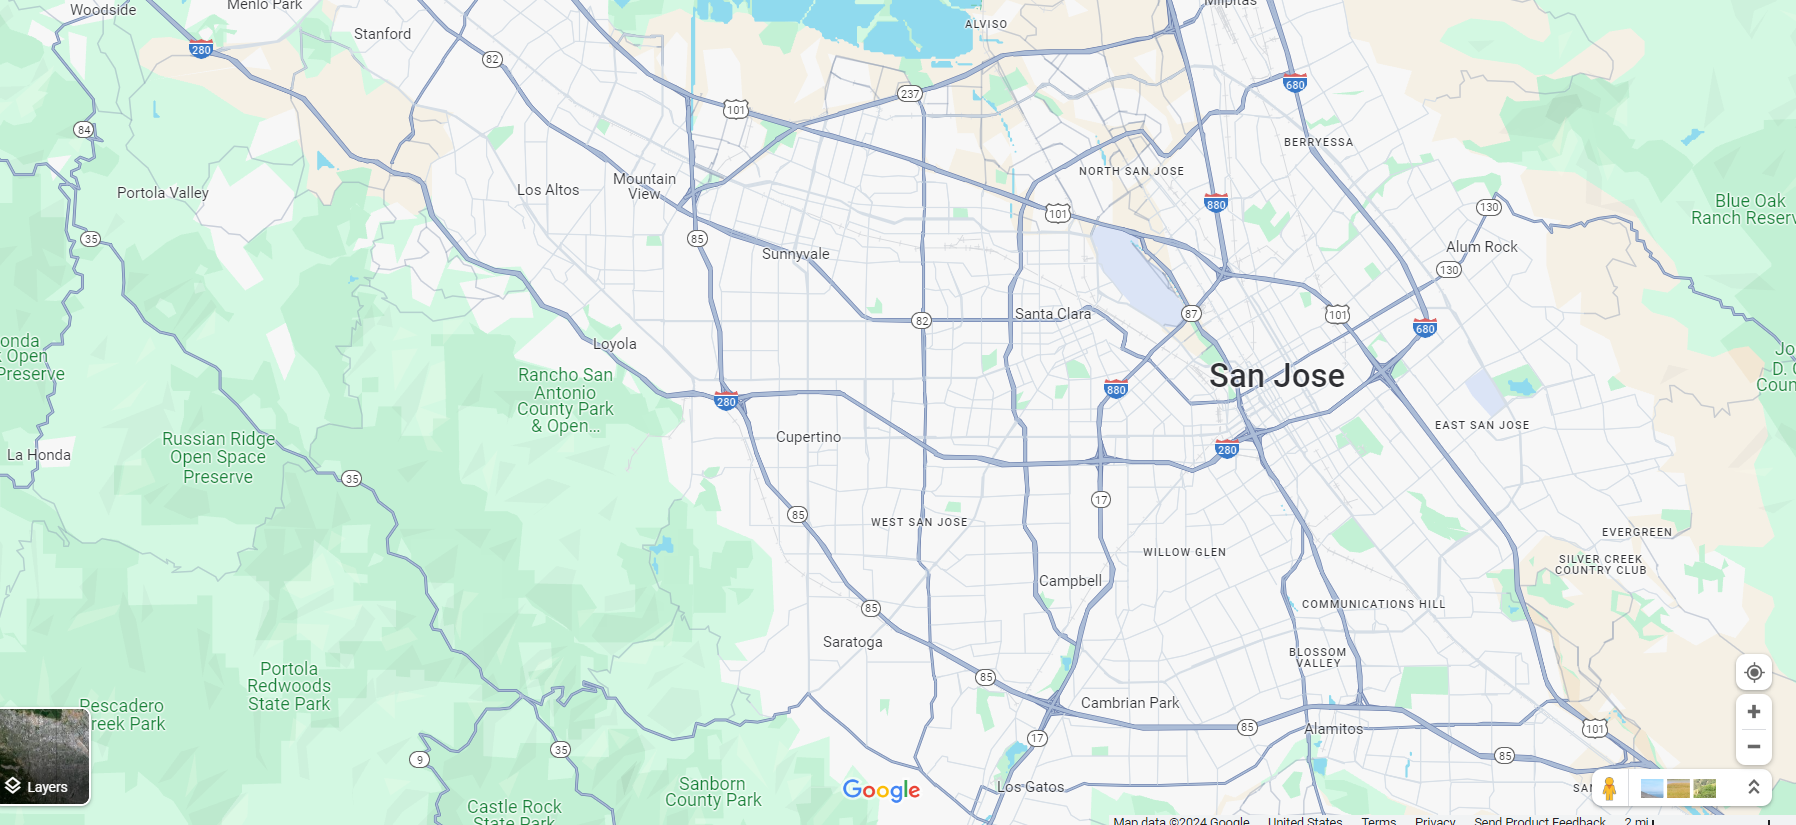 Woodside
Menlo Park
Stanford
ALVISO
Milpitas
280
82
237
101
680
84
BERRYESSA
Portola Valley
Los Altos
Mountain
View
NORTH SAN JOSE
880
130
101
Blue Oak
Ranch Reserv
35
85
Sunnyvale
Alum Rock
130
82
Santa Clara
87
101
680
Loyola
onda
Open
Preserve
Rancho San
Antonio
County Park
& Open...
280
880
San Jose
Jo
D. 
Coun
Cupertino
EAST SAN JOSE
Russian Ridge
Open Space
Preserve
La Honda
280
35
85
17
WEST SAN JOSE
WILLOW GLEN
EVERGREEN
SILVER CREEK
COUNTRY CLUB
Campbell
85
COMMUNICATIONS HILL
Saratoga
BLOSSOM
VALLEY
Portola
Redwoods
State Park
85
Cambrian Park
Pescadero
reek Park
85
Alamitos
101
17
9
35
85
Layers
Sanborn
County Park
Google
Los Gatos
SAN
Castle Rock
State Park
Map data ©2024 Google United States Terms Privacy Send Product Feedback 2 mi